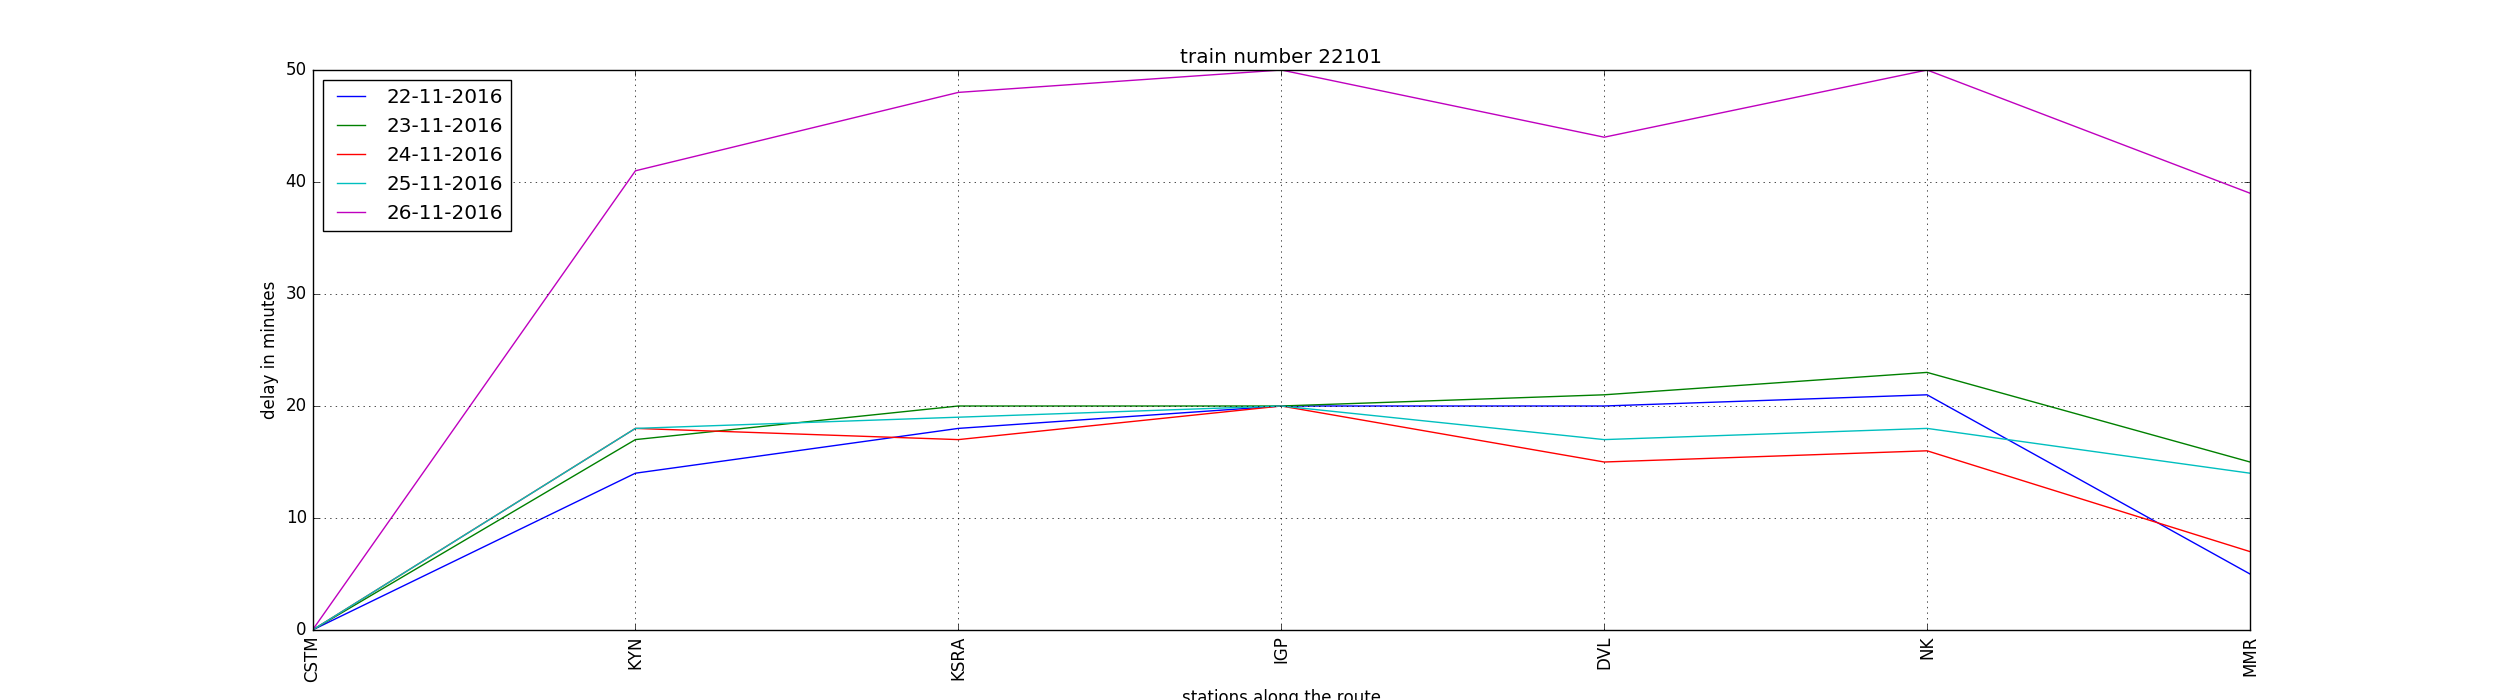 train number 22101
50
40
30
20
10
0
delay in minutes
22-11-2016
23-11-2016
24-11-2016
25-11-2016
26-11-2016
CSTM
KYN
KSRA
IGP
DVL
NK
MMR
stations along the route